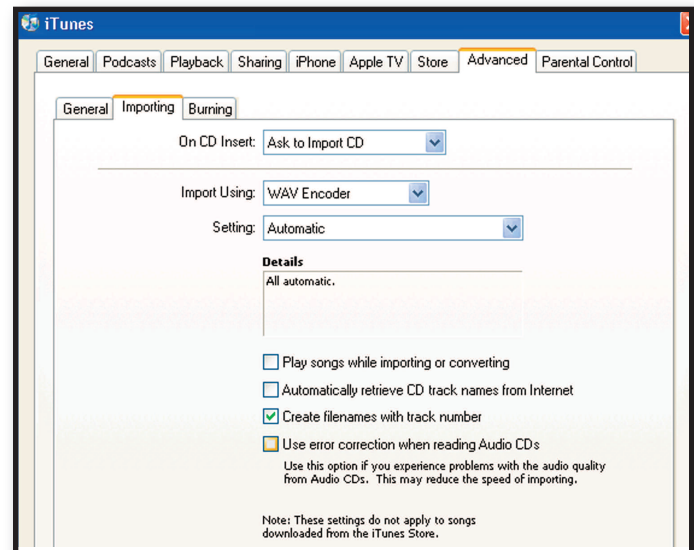 iTunes
General Podcasts Playback Sharing iPhone Apple TV Store Advanced Parental Control
General Importing Burning
On CD Insert: Ask to Import CD
Import Using: WAV Encoder
Setting: Automatic
Details
All automatic.
Play songs while importing or converting
Automatically retrieve CD track names from Internet
Create filenames with track number
Use error correction when reading Audio CDs
Use this option if you experience problems with the audio quality
from Audio CDs. This may reduce the speed of importing.
Note: These settings do not apply to songs
downloaded from the iTunes Store.